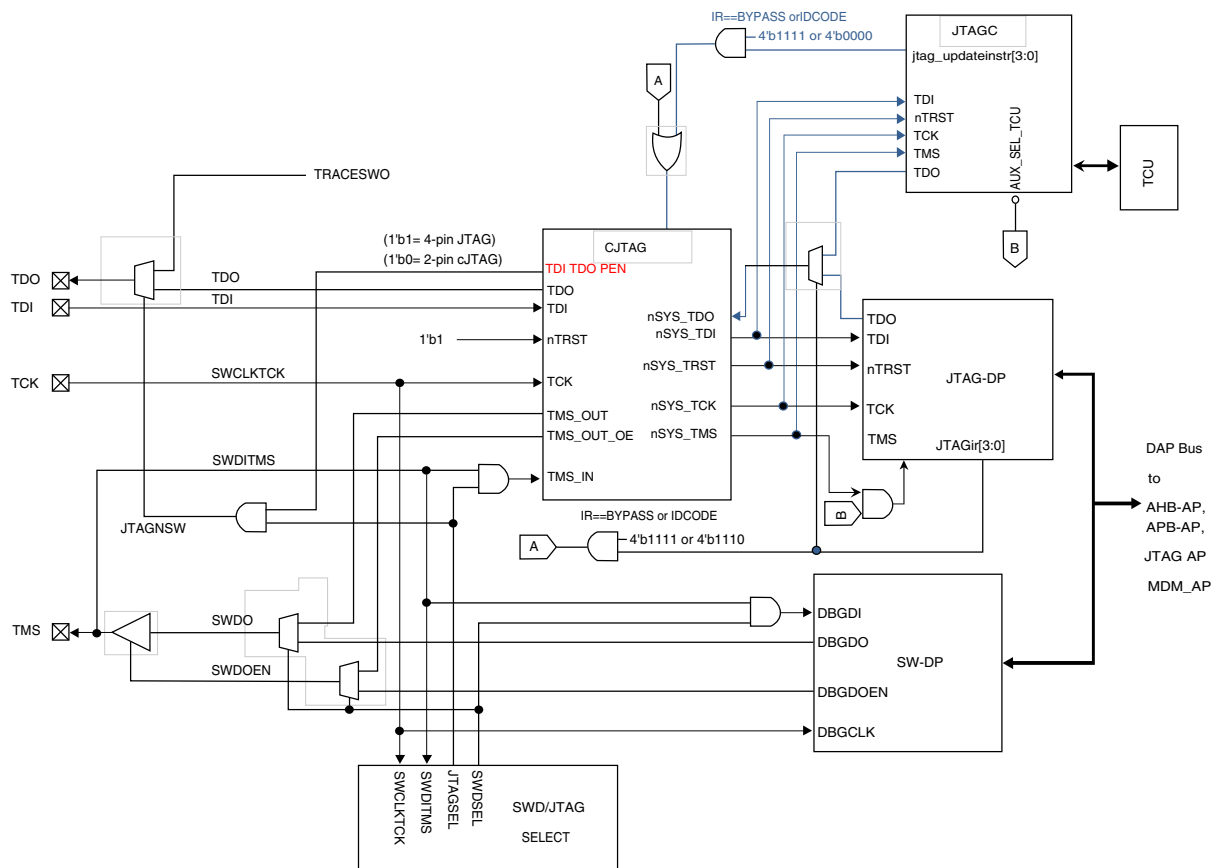 IR==BYPASS orIDCODE
4'b1111 or 4'b0000
JTAGC
jtag_updateinstr[3:0]
TDI
nTRST
TCK
TMS
TDO
AUX_SEL_TCU
TCU
A
B
TRACESWO
(1'b1= 4-pin JTAG)
(1'b0= 2-pin cJTAG)
CJTAG
TDI TDO PEN
TDO
TDI
nTRST
TCK
TMS_OUT
TMS_OUT_OE
TMS_IN
nSYS_TDO
nSYS_TDI
nSYS_TRST
nSYS_TCK
nSYS_TMS
TDO
TDI
TCK
TMS
TDO
TDI
1'b1
SWCLKTCK
SWDITMS
JTAGNSW
SWDO
SWDOEN
TDO
TDI
nTRST
TCK
TMS
JTAG-DP
JTAGir[3:0]
B
IR==BYPASS or IDCODE
4'b1111 or 4'b1110
A
DAP Bus
to
AHB-AP,
APB-AP,
JTAG AP
MDM_AP
DBGDI
DBGDO
DBGDOEN
DBGCLK
SW-DP
SWCLKTCK
SWDITMS
JTAGSEL
SWDSEL
SWD/JTAG
SELECT